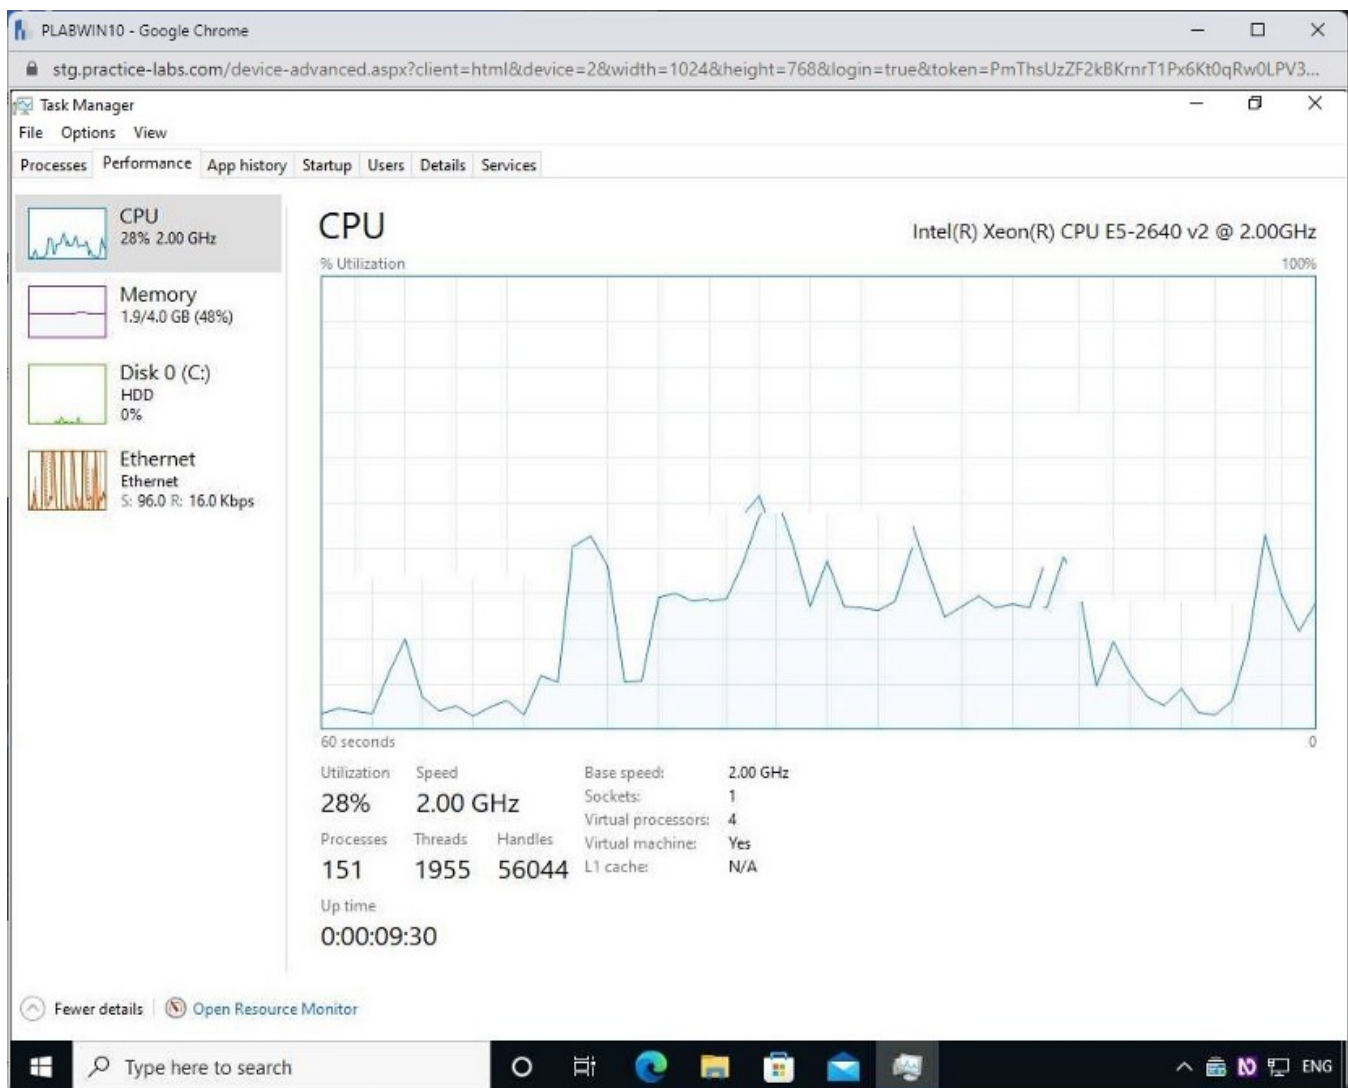 PLABWIN10 - Google Chrome
stg.practice-labs.com/device-advanced.aspx?client=html&device=2&width=1024&height=768&login=true&token=PmThsUzZF2kBKrnrT1Px6Kt0qRw0LPV3...
Task Manager
File Options View
Processes Performance App history Startup Users Details Services
CPU
28% 2.00 GHz
Memory
1.9/4.0 GB (48%)
Disk 0 (C:)
HDD
0%
Ethernet
Ethernet
S: 96.0 R: 16.0 Kbps
CPU Intel(R) Xeon(R) CPU E5-2640 v2 @ 2.00GHz
% Utilization 100%
60 seconds 0
Utilization Speed
28% 2.00 GHz
Processes Threads Handles
151 1955 56044
Up time
0:00:09:30
Base speed: 2.00 GHz
Sockets: 1
Virtual processors: 4
Virtual machine: Yes
L1 cache: N/A
Fewer details Open Resource Monitor
Type here to search
ENG